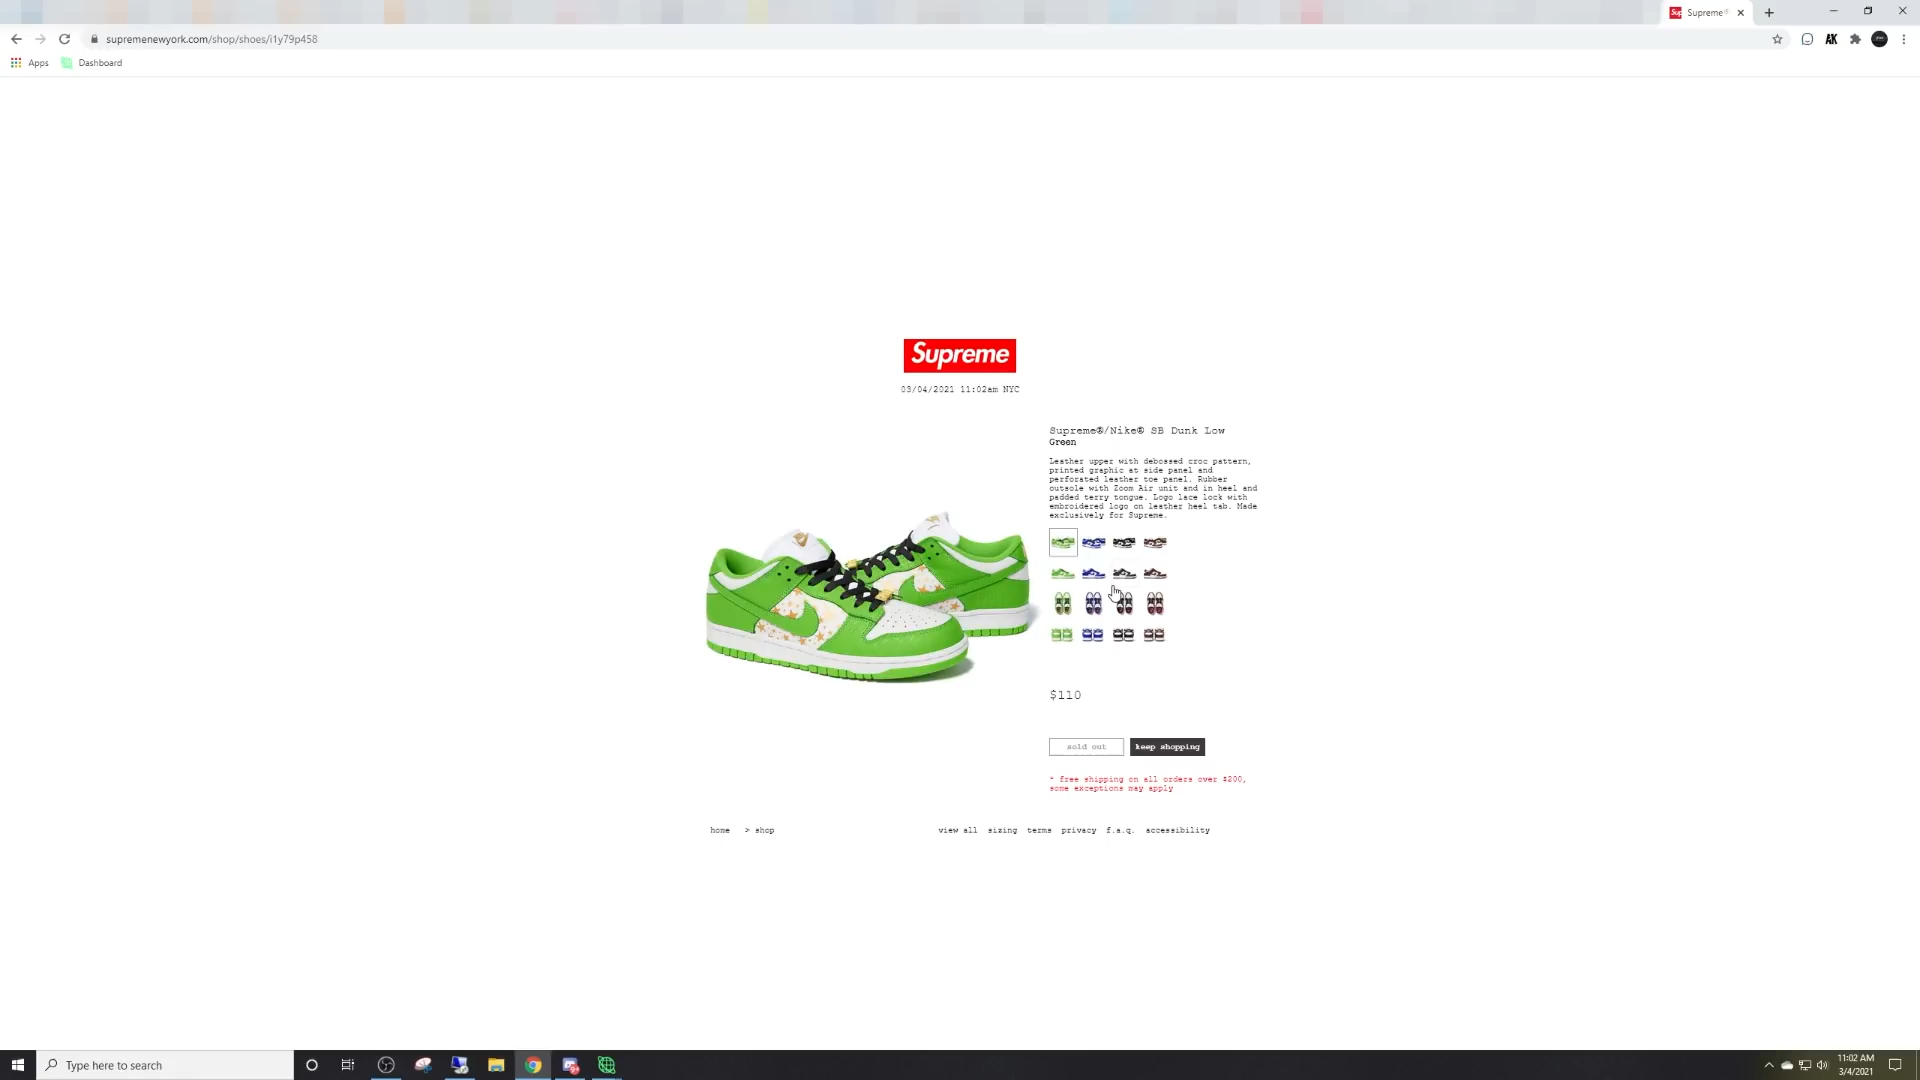 Supreme®
supremenewyork.com/shop/shoes/i1y79p458
AK
Apps
Dashboard
Supreme
03/04/2021 11:02am NYC
Supreme®/Nike® SB Dunk Low
Green
Leather upper with debossed croc pattern,
printed graphic at side panel and
perforated leather toe panel. Rubber
outsole with Zoom Air unit and in heel and
padded terry tongue. Logo lace lock with
embroidered logo on leather heel tab. Made
exclusively for Supreme.
$110
sold out
keep shopping
* free shipping on all orders over $200,
some exceptions may apply
home > shop
view all sizing terms privacy f.a.q. accessibility
Type here to search
11:02 AM
3/4/2021